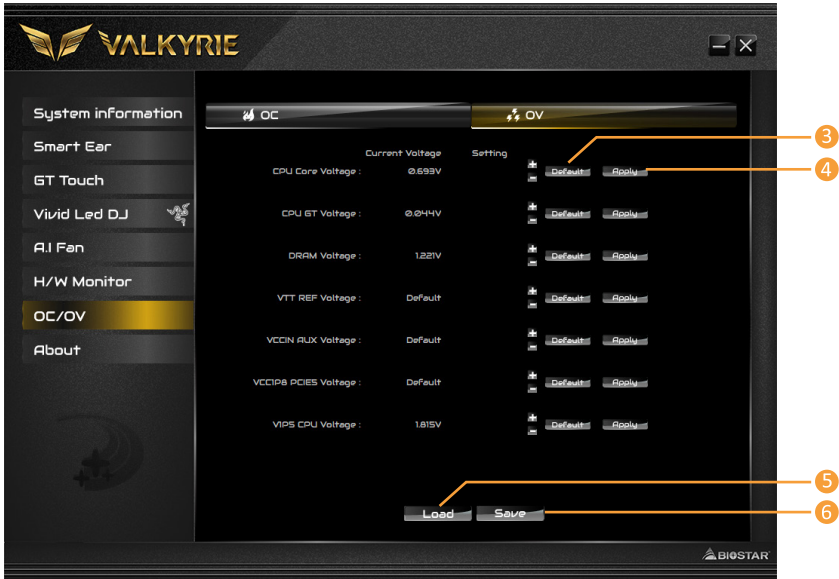 VALKYRIE
System information
Smart Ear
GT Touch
Vivid Led DJ
A.I Fan
H/W Monitor
OC/OV
About
OC
OV
Current Voltage Setting
CPU Core Voltage : 0.693V + - Default Apply
CPU GT Voltage : 0.044V + - Default Apply
DRAM Voltage : 1.221V + - Default Apply
VTT REF Voltage : Default + - Default Apply
VCCIN AUX Voltage : Default + - Default Apply
VCC1P8 PCIE5 Voltage : Default + - Default Apply
V1P5 CPU Voltage : 1.815V + - Default Apply
Load Save
BIOSTAR
3
4
5
6